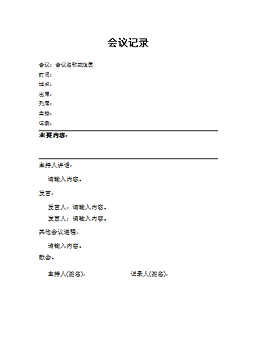 会议记录
会议：会议名称或编号
时间：
地点：
出席：
列席：
主持：
记录：
主要内容：
主持人讲话：
请输入内容。
发言：
发言人：请输入内容。
发言人：请输入内容。
其他会议进程：
请输入内容。
散会。
主持人(签名)： 记录人(签名)：